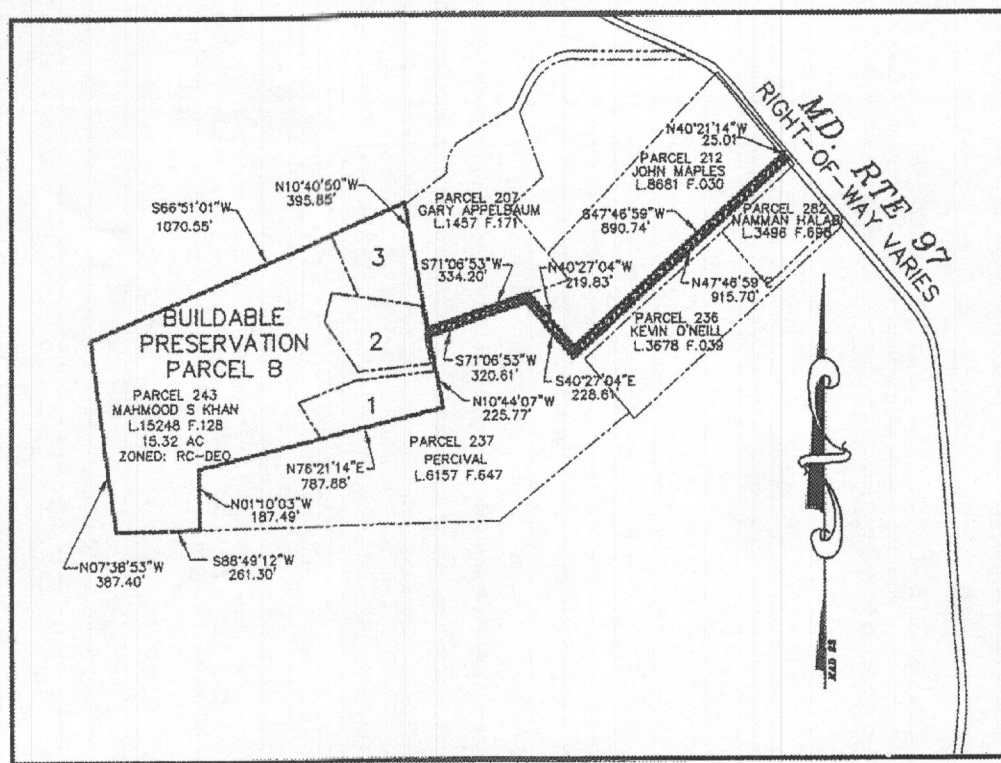 MD. RTE 97
RIGHT-OF-WAY VARIES
N40°21'14"W
25.01'
PARCEL 212
JOHN MAPLES
L.8681 F.030
N10°40'50"W
395.85'
PARCEL 207
GARY APPELBAUM
L.1457 F.171
S66°51'01"W
1070.55'
S47°46'59"W
890.74'
PARCEL 282
NAMMAN HALABI
L.3496 F.695
S71°06'53"W
334.20'
N40°27'04"W
219.83'
N47°46'59"E
915.70'
3
BUILDABLE
PRESERVATION
PARCEL B
2
PARCEL 236
KEVIN O'NEILL
L.3678 F.039
S71°06'53"W
320.61'
S40°27'04"E
228.61'
PARCEL 243
MAHMOOD S KHAN
L.15248 F.128
15.32 AC
ZONED: RC-DEO
1
N10°44'07"W
225.77'
PARCEL 237
PERCIVAL
L.6157 F.647
N76°21'14"E
787.88'
N01°10'03"W
187.49'
S88°49'12"W
261.30'
N07°38'53"W
387.40'